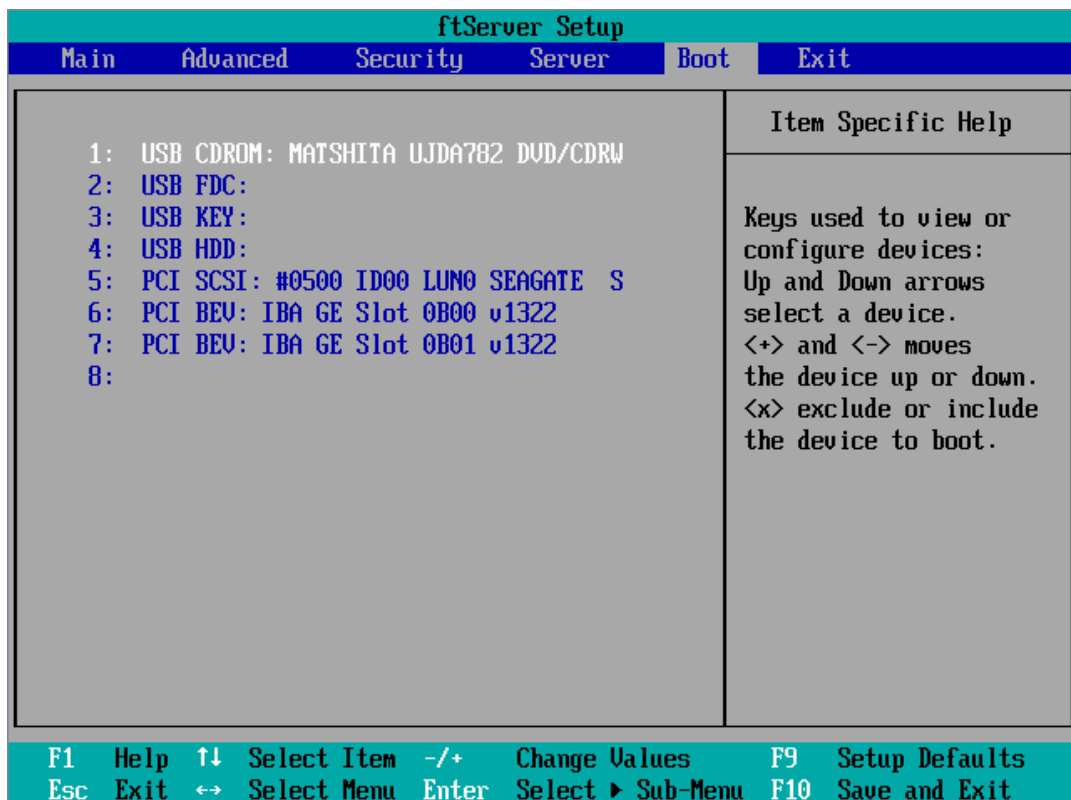 ftServer Setup
Main Advanced Security Server Boot Exit
1: USB CDROM: MATSHITA UJDA782 DVD/CDRW
2: USB FDC:
3: USB KEY:
4: USB HDD:
5: PCI SCSI: #0500 ID00 LUN0 SEAGATE S
6: PCI BEV: IBA GE Slot 0B00 v1322
7: PCI BEV: IBA GE Slot 0B01 v1322
8:
Item Specific Help
Keys used to view or
configure devices:
Up and Down arrows
select a device.
<+> and <-> moves
the device up or down.
<x> exclude or include
the device to boot.
F1 Help ↑↓ Select Item -/+ Change Values F9 Setup Defaults
Esc Exit ↔ Select Menu Enter Select ▶ Sub-Menu F10 Save and Exit